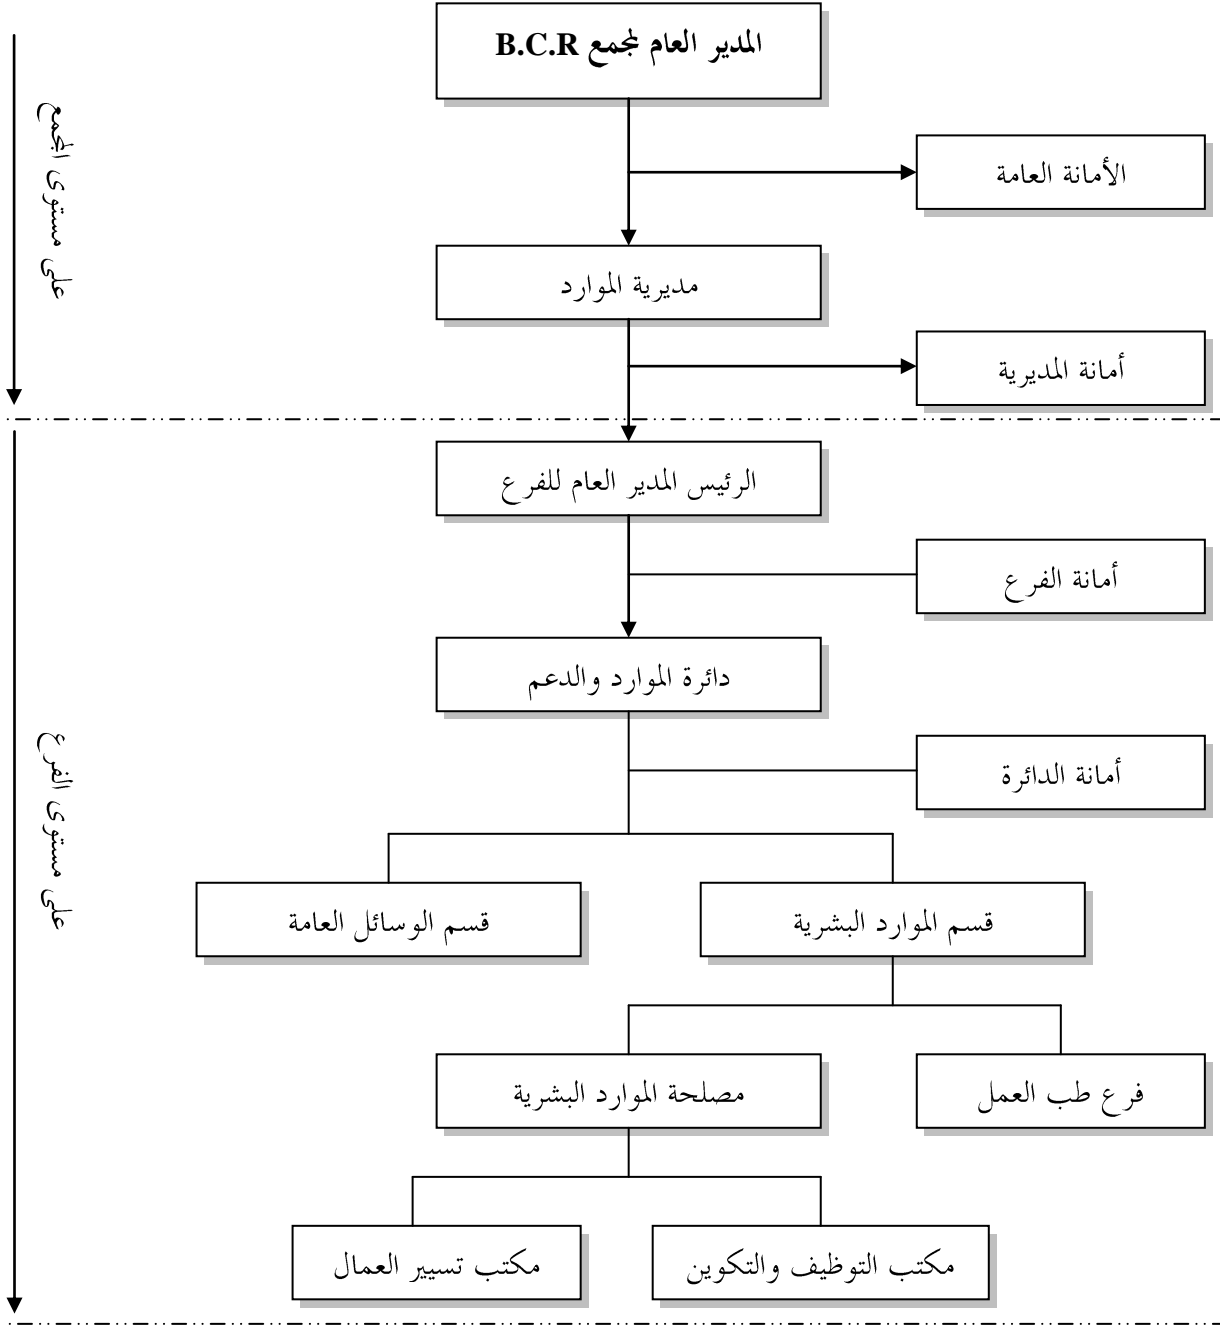 المدير العام لمجمع B.C.R
الأمانة العامة
مديرية الموارد
أمانة المديرية
على مستوى المجمع
الرئيس المدير العام للفرع
أمانة الفرع
دائرة الموارد والدعم
أمانة الدائرة
على مستوى الفرع
قسم الموارد البشرية
قسم الوسائل العامة
فرع طب العمل
مصلحة الموارد البشرية
مكتب التوظيف والتكوين
مكتب تسيير العمال